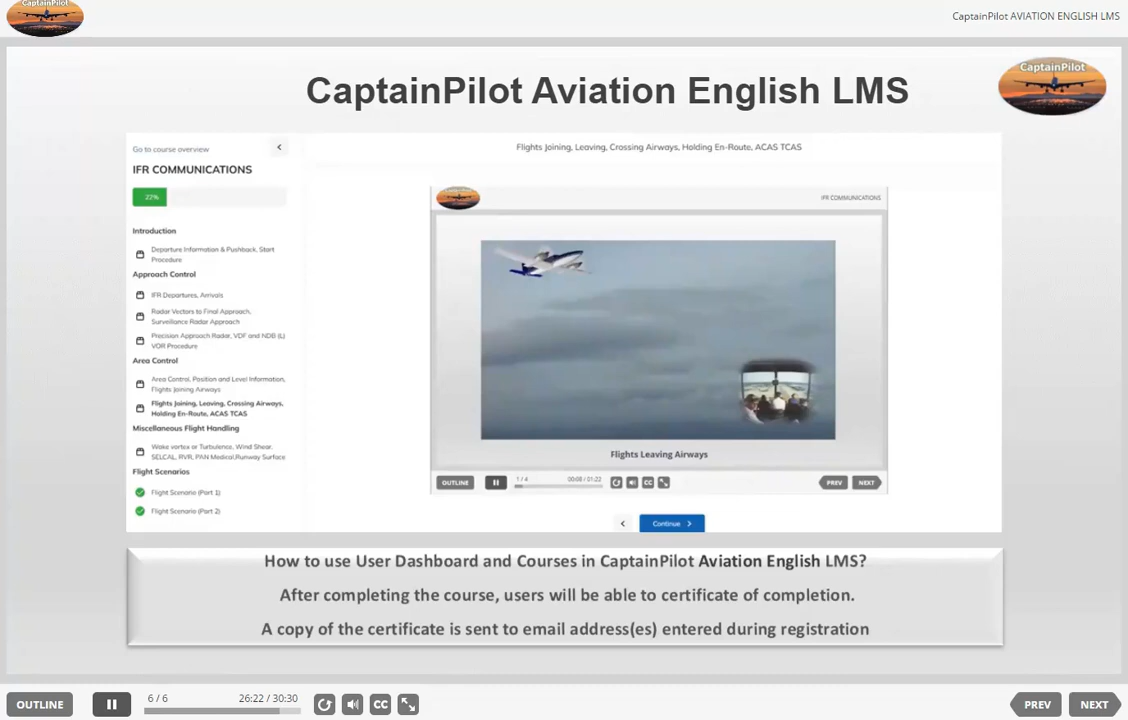 CaptainPilot
CaptainPilot AVIATION ENGLISH LMS
CaptainPilot Aviation English LMS
CaptainPilot
Go to course overview
IFR COMMUNICATIONS
22%
Introduction
Departure Information & Pushback, Start
Procedure
Approach Control
IFR Departures, Arrivals
Radar Vectors to Final Approach,
Surveillance Radar Approach
Precision Approach Radar, VDF and NDB (L)
VOR Procedure
Area Control
Area Control, Position and Level Information,
Flights Joining Airways
Flights Joining, Leaving, Crossing Airways,
Holding En-Route, ACAS TCAS
Miscellaneous Flight Handling
Wake vortex or Turbulence, Wind Shear,
SELCAL, RVR, PAN Medical,Runway Surface
Flight Scenarios
Flight Scenario (Part 1)
Flight Scenario (Part 2)
Flights Joining, Leaving, Crossing Airways, Holding En-Route, ACAS TCAS
IFR COMMUNICATIONS
Flights Leaving Airways
OUTLINE 1 / 4 00:08 / 01:22 CC PREV NEXT
Continue
How to use User Dashboard and Courses in CaptainPilot Aviation English LMS?
After completing the course, users will be able to certificate of completion.
A copy of the certificate is sent to email address(es) entered during registration
OUTLINE 6 / 6 26:22 / 30:30 CC PREV NEXT